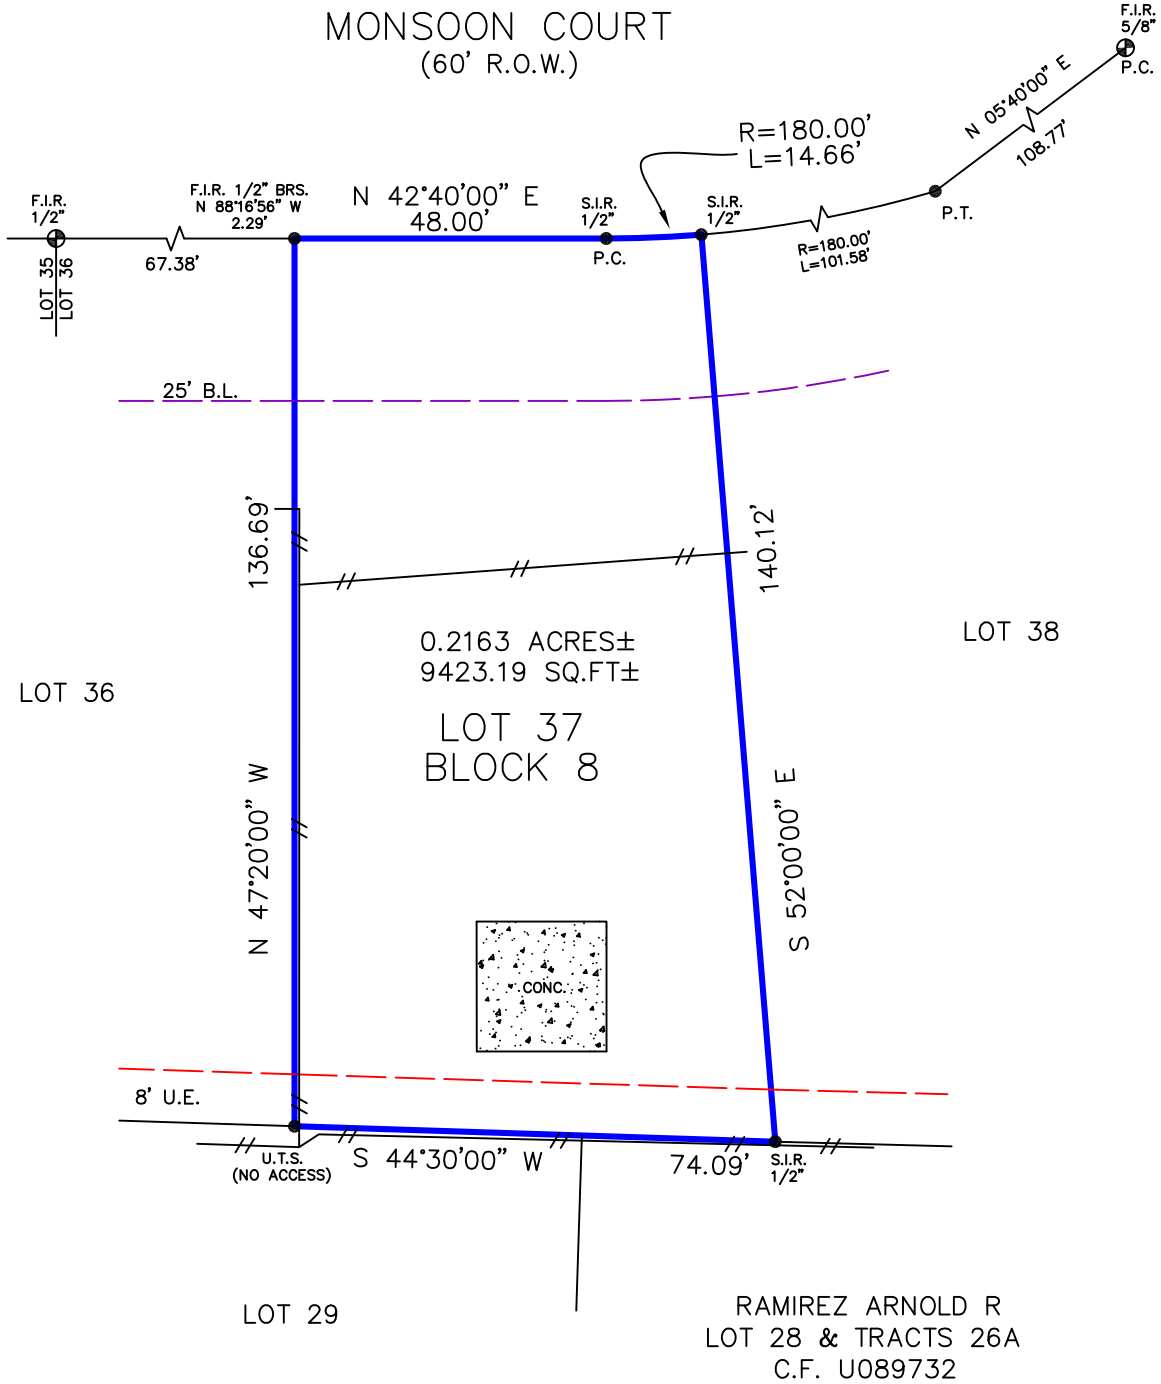 MONSOON COURT
(60' R.O.W.)
F.I.R.
5/8"
P.C.
N 05°40'00" E
108.77'
R=180.00'
L=14.66'
F.I.R.
1/2"
F.I.R. 1/2" BRS.
N 88°16'56" W
2.29'
N 42°40'00" E
48.00'
S.I.R.
1/2"
S.I.R.
1/2"
P.T.
P.C.
67.38'
R=180.00'
L=101.58'
LOT 35
LOT 36
25' B.L.
136.69'
140.12'
0.2163 ACRES±
9423.19 SQ.FT±
LOT 38
LOT 36
LOT 37
BLOCK 8
N 47°20'00" W
S 52°00'00" E
CONC.
8' U.E.
U.T.S.
(NO ACCESS)
S 44°30'00" W
74.09'
S.I.R.
1/2"
LOT 29
RAMIREZ ARNOLD R
LOT 28 & TRACTS 26A
C.F. U089732